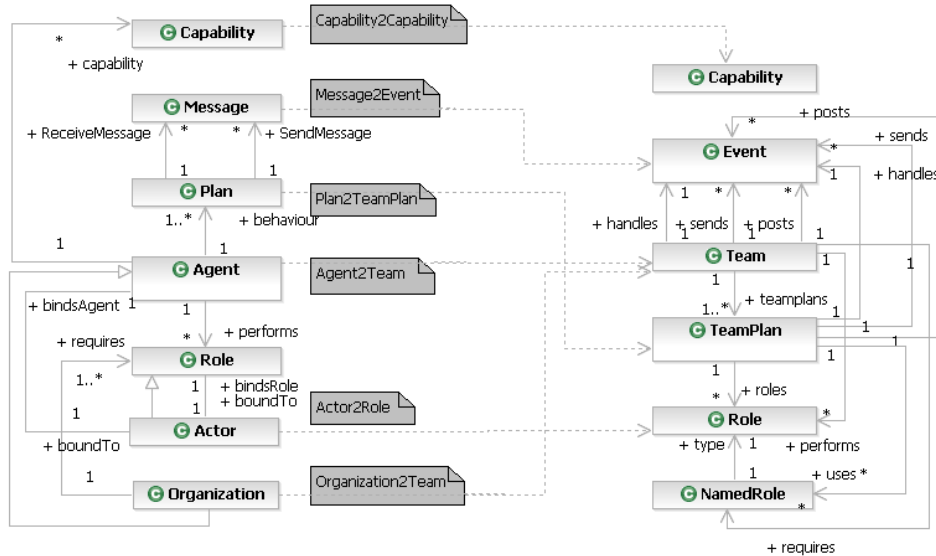 C Capability
Capability2Capability
*
+ capability
C Capability
C Message
Message2Event
+ posts
+ ReceiveMessage * * + SendMessage
* + sends
C Event *
1 1
C Plan
Plan2TeamPlan
1 * * 1 + handles
1..* + behaviour
+ handles + sends + posts
1 1
1 1 1 1
C Agent
Agent2Team
C Team
1
+ bindsAgent 1 1
1 1
+ teamplans
1..*
+ requires * + performs
C TeamPlan 1 1
1 1
C Role
1..* 1 + bindsRole
1 1
+ boundTo
+ roles
1 1
Actor2Role
*
C Actor
C Role *
+ boundTo
+ type 1 + performs
1
Organization2Team
1 + uses *
C Organization
C NamedRole
*
+ requires